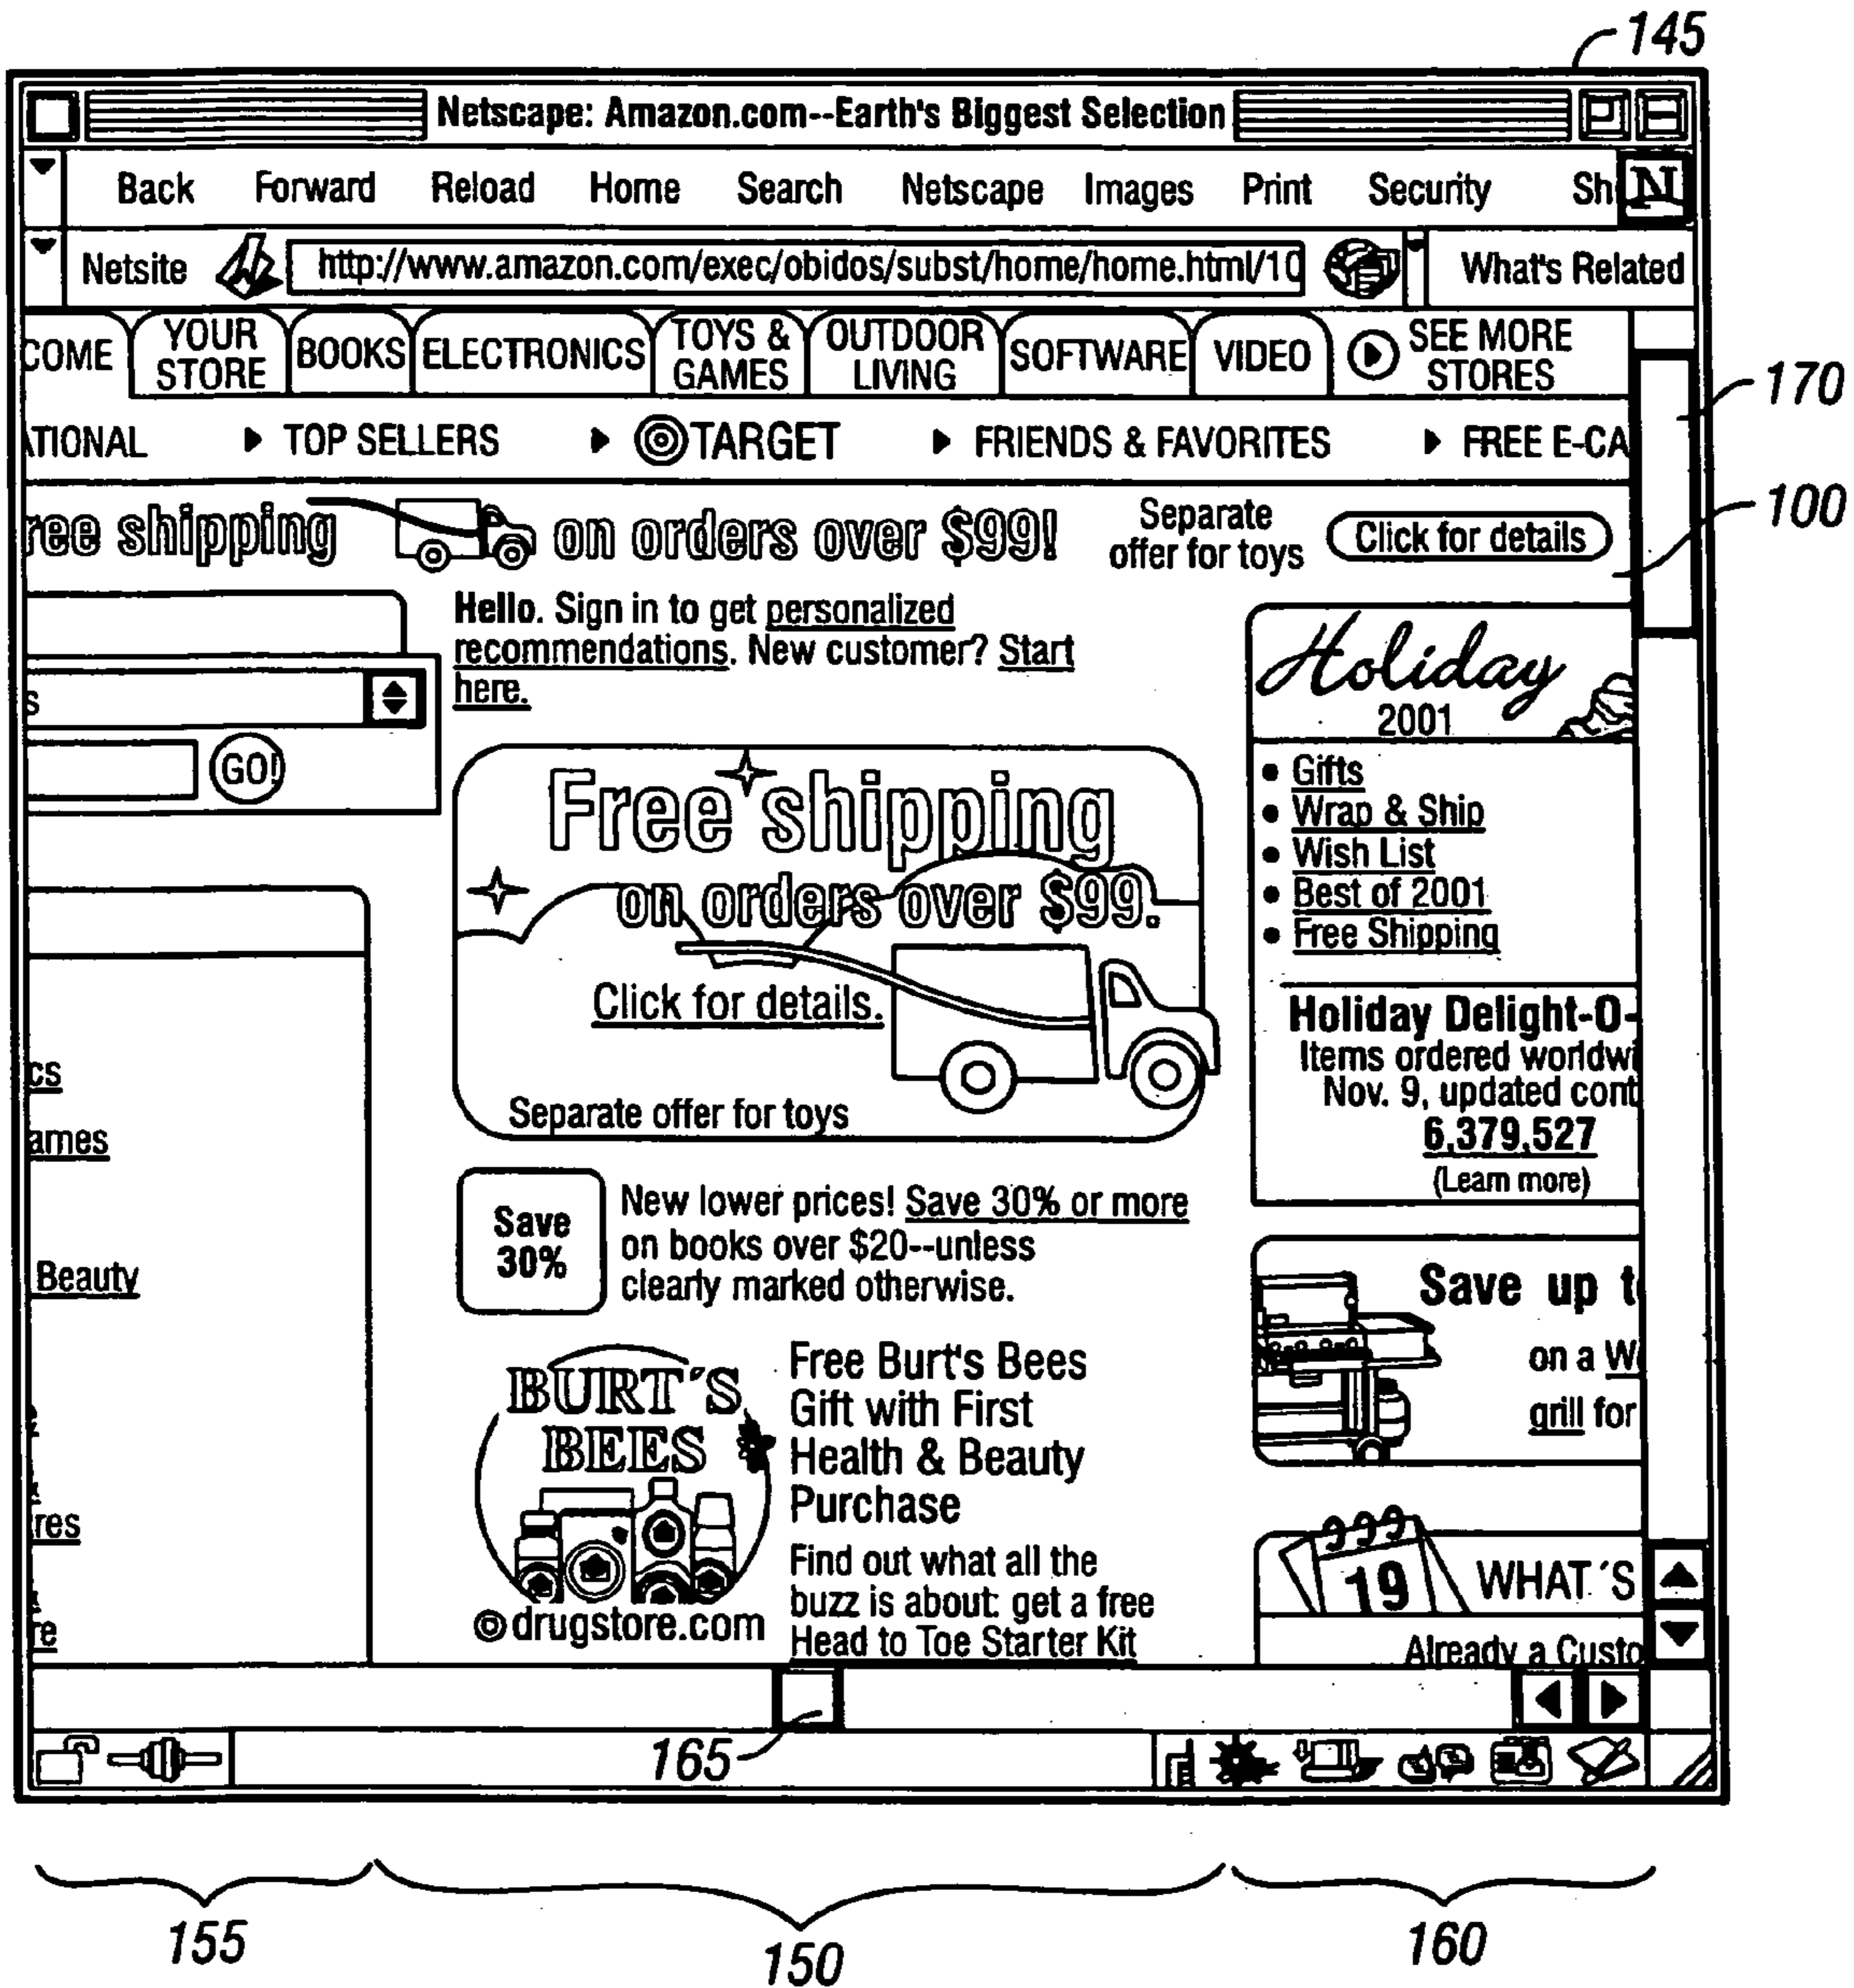 145
Netscape: Amazon.com--Earth's Biggest Selection
Back Forward Reload Home Search Netscape Images Print Security Sh N
Netsite http://www.amazon.com/exec/obidos/subst/home/home.html/10 What's Related
COME YOUR STORE BOOKS ELECTRONICS TOYS & GAMES OUTDOOR LIVING SOFTWARE VIDEO SEE MORE STORES
170
ATIONAL TOP SELLERS TARGET FRIENDS & FAVORITES FREE E-CA
100
ree shipping on orders over $99! Separate offer for toys Click for details
Hello. Sign in to get personalized
recommendations. New customer? Start
here.
s
GO!
Holiday
2001
• Gifts
• Wrap & Ship
• Wish List
• Best of 2001
• Free Shipping
Free shipping
on orders over $99.
Click for details.
Separate offer for toys
Holiday Delight-O-
Items ordered worldwi
Nov. 9, updated cont
6,379,527
(Learn more)
cs
ames
Beauty
res
re
Save
30%
New lower prices! Save 30% or more
on books over $20--unless
clearly marked otherwise.
Save up t
on a W
grill for
BURT´S
BEES
©drugstore.com
Free Burt's Bees
Gift with First
Health & Beauty
Purchase
Find out what all the
buzz is about: get a free
Head to Toe Starter Kit
19 WHAT´S
Already a Custo
165
155
150
160